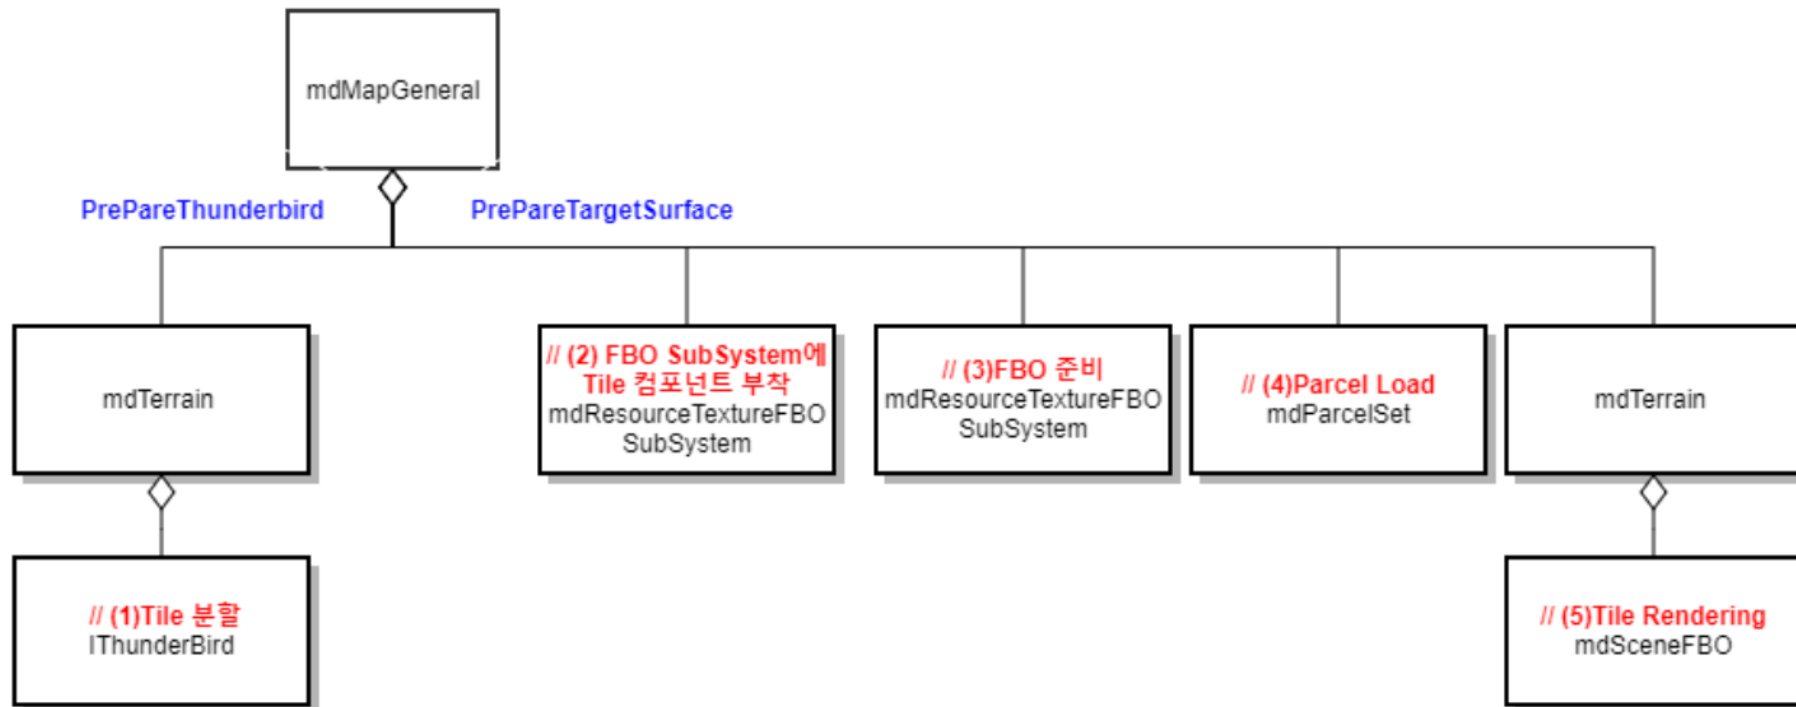 mdMapGeneral
PrePareThunderbird
PrePareTargetSurface
mdTerrain
// (2) FBO SubSystem에
Tile 컴포넌트 부착
mdResourceTextureFBO
SubSystem
// (3)FBO 준비
mdResourceTextureFBO
SubSystem
// (4)Parcel Load
mdParcelSet
mdTerrain
// (1)Tile 분할
IThunderBird
// (5)Tile Rendering
mdSceneFBO